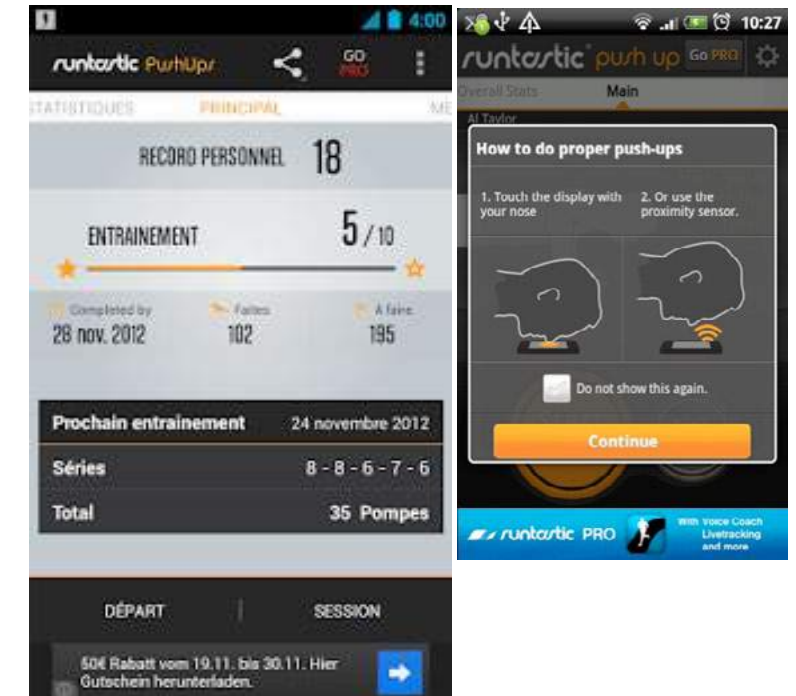 4:00
runtastic PushUps
GO
PRO
STATISTIQUES PRINCIPAL ME
RECORD PERSONNEL 18
ENTRAINEMENT 5 / 10
Completed by Faites À faire
28 nov. 2012 102 195
Prochain entrainement 24 novembre 2012
Séries 8 - 8 - 6 - 7 - 6
Total 35 Pompes
DÉPART SESSION
50€ Rabatt vom 19.11. bis 30.11. Hier
Gutschein herunterladen.
10:27
runtastic push up Go PRO
Overall Stats Main
Al Taylor
How to do proper push-ups
1. Touch the display with
your nose
2. Or use the
proximity sensor.
Do not show this again.
Continue
runtastic PRO
With Voice Coach
Livetracking
and more